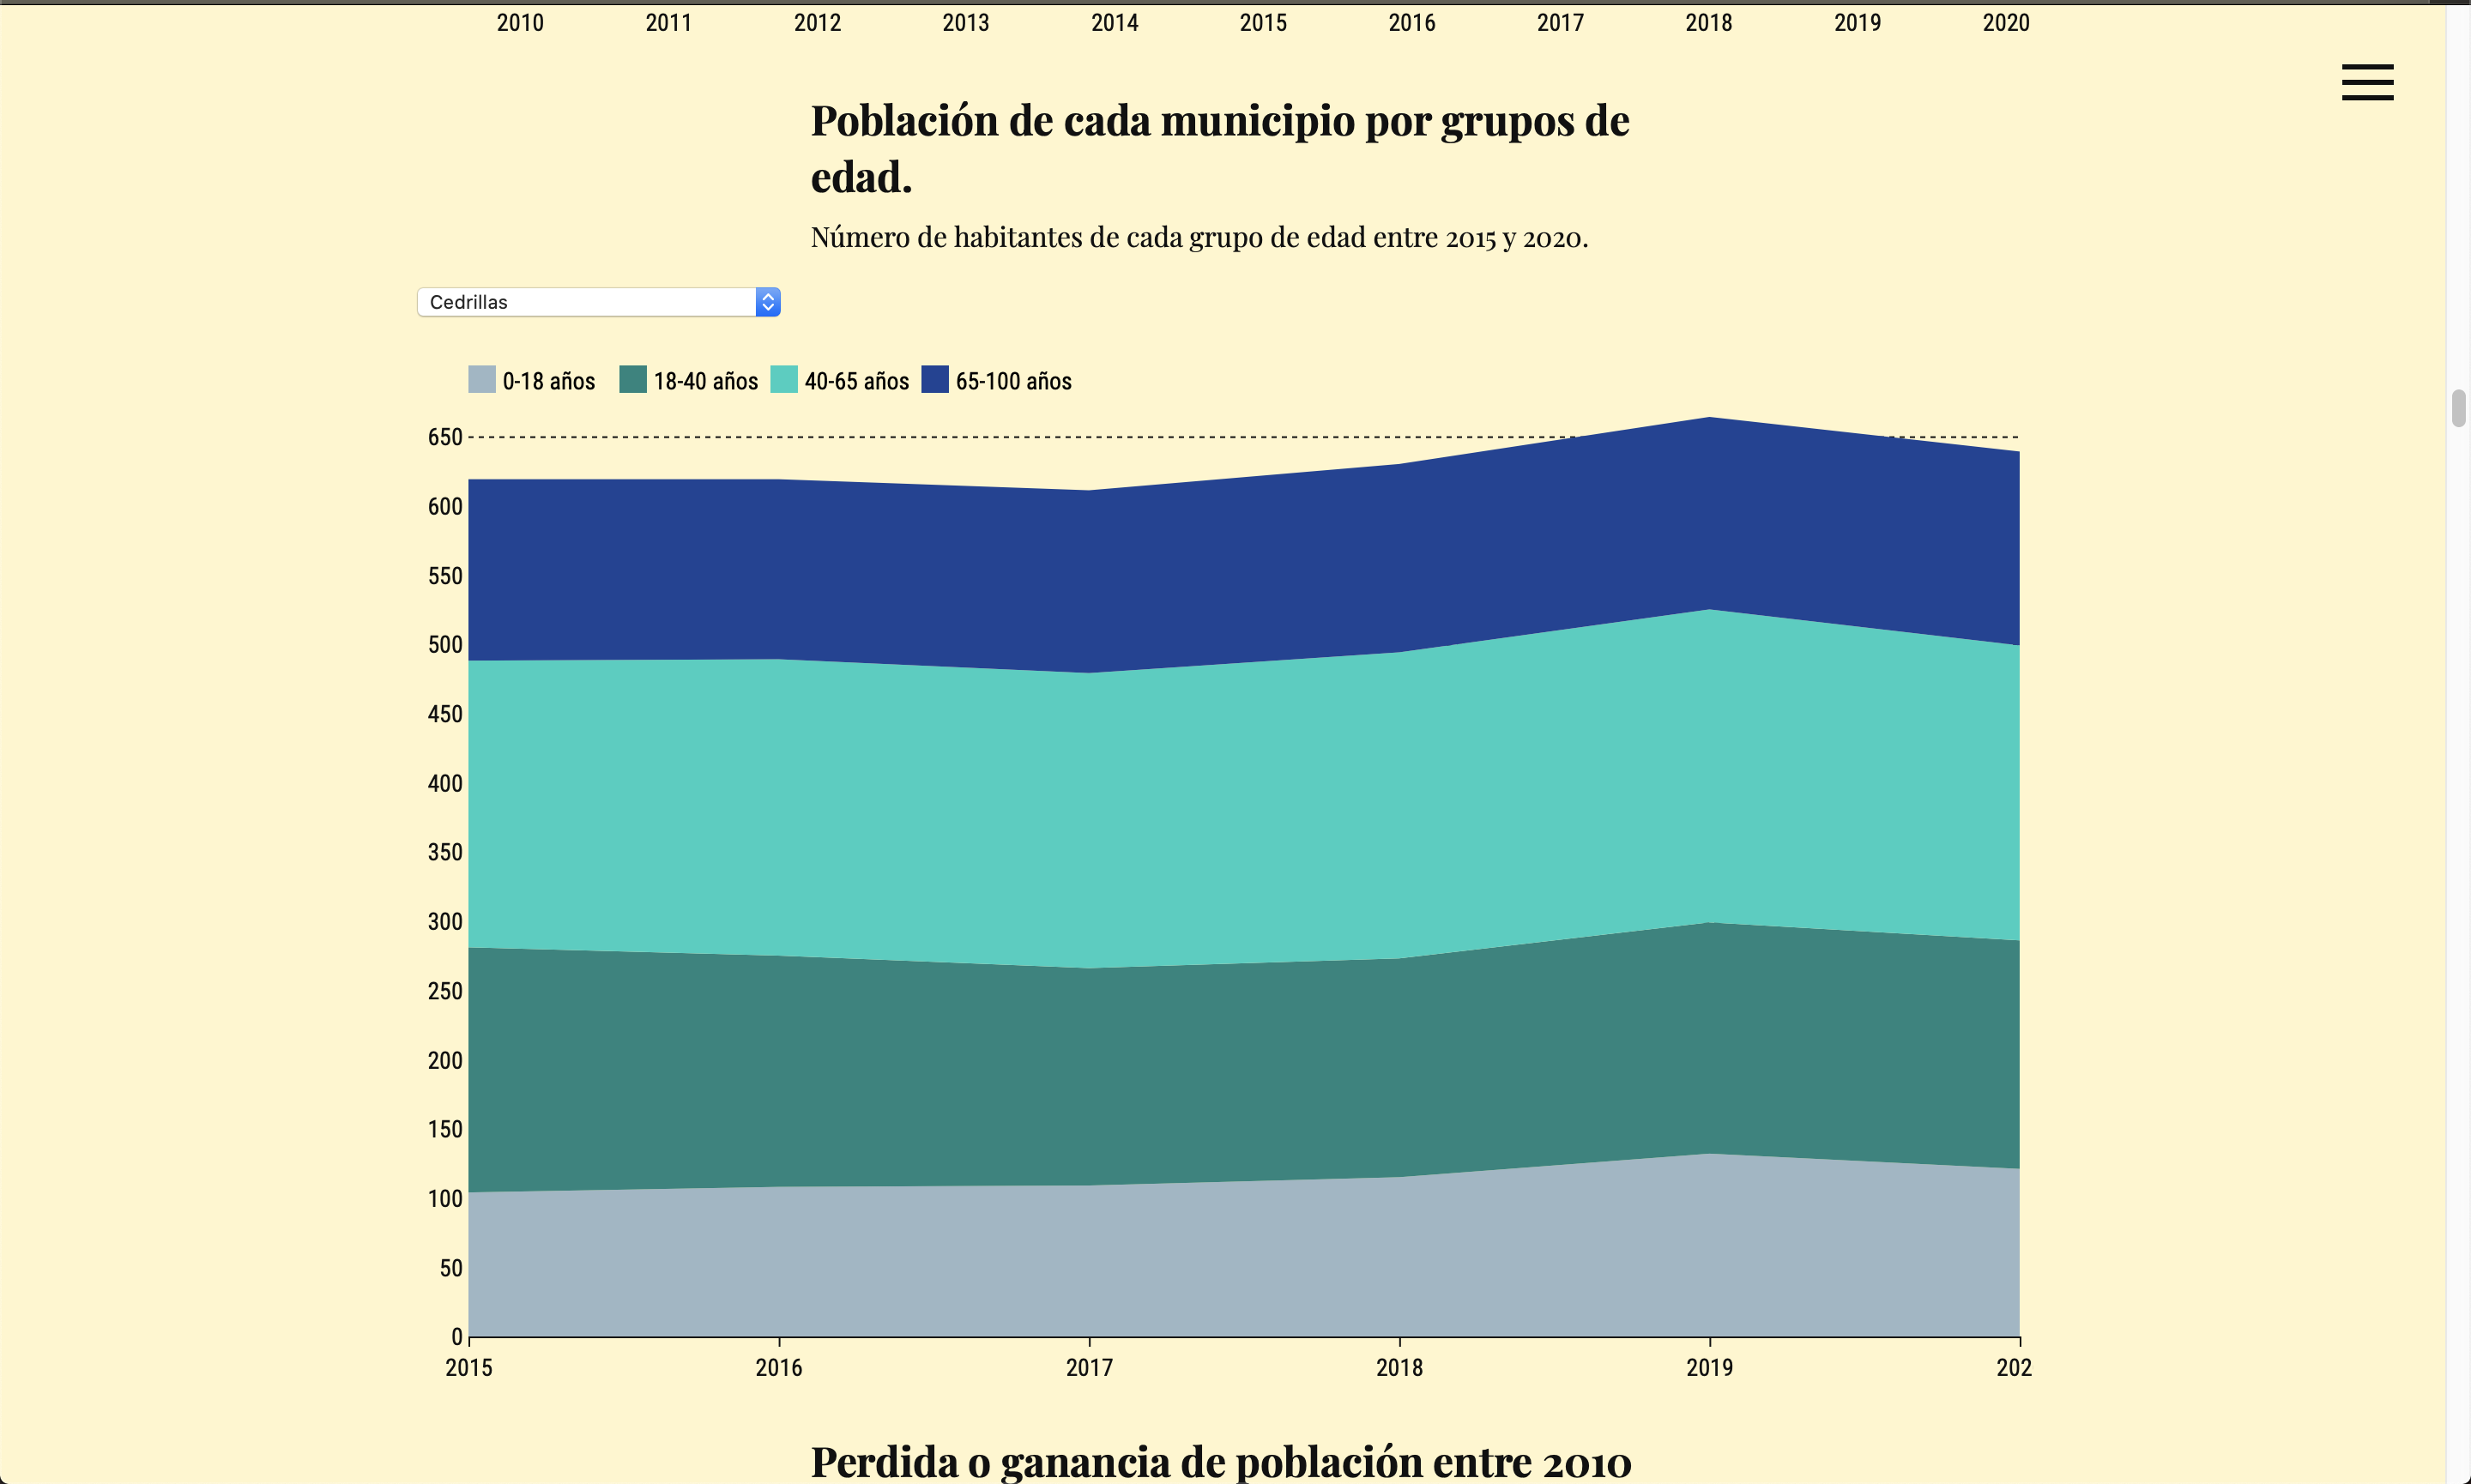 2010 2011 2012 2013 2014 2015 2016 2017 2018 2019 2020
Población de cada municipio por grupos de
edad.
Número de habitantes de cada grupo de edad entre 2015 y 2020.
Cedrillas
0-18 años 18-40 años 40-65 años 65-100 años
650
600
550
500
450
400
350
300
250
200
150
100
50
0
2015 2016 2017 2018 2019 202
Perdida o ganancia de población entre 2010